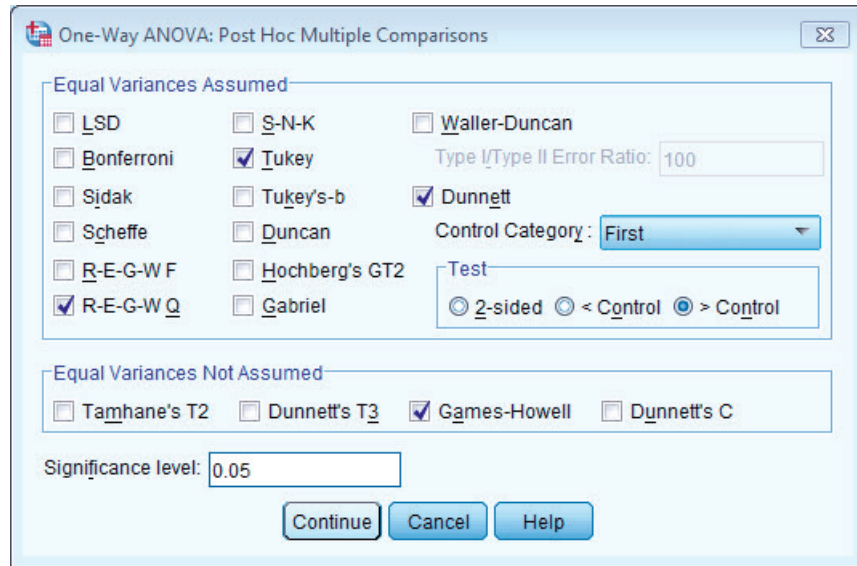 One-Way ANOVA: Post Hoc Multiple Comparisons
Equal Variances Assumed
LSD S-N-K Waller-Duncan
Bonferroni Tukey Type I/Type II Error Ratio: 100
Sidak Tukey's-b Dunnett
Scheffe Duncan Control Category : First
R-E-G-W F Hochberg's GT2 Test
R-E-G-W Q Gabriel 2-sided < Control > Control
Equal Variances Not Assumed
Tamhane's T2 Dunnett's T3 Games-Howell Dunnett's C
Significance level: 0.05
Continue Cancel Help